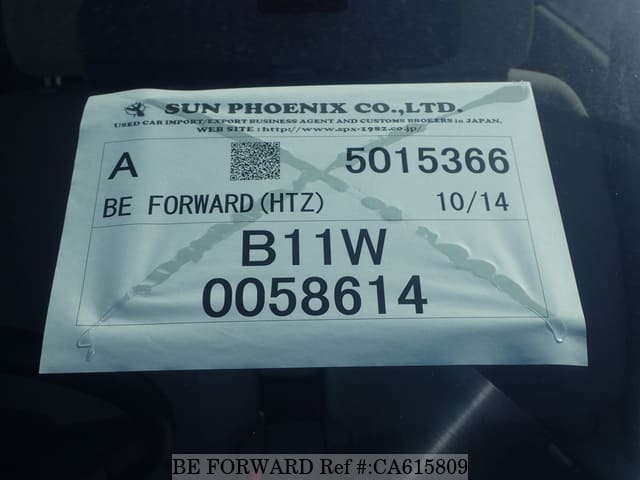 SUN PHOENIX CO.,LTD.
USED CAR IMPORT/EXPORT BUSINESS AGENT AND CUSTOMS BROKERS in JAPAN.
WEB SITE : http://www.spx-1982.co.jp/
A 5015366
BE FORWARD(HTZ) 10/14
B11W
0058614
BE FORWARD Ref #:CA615809